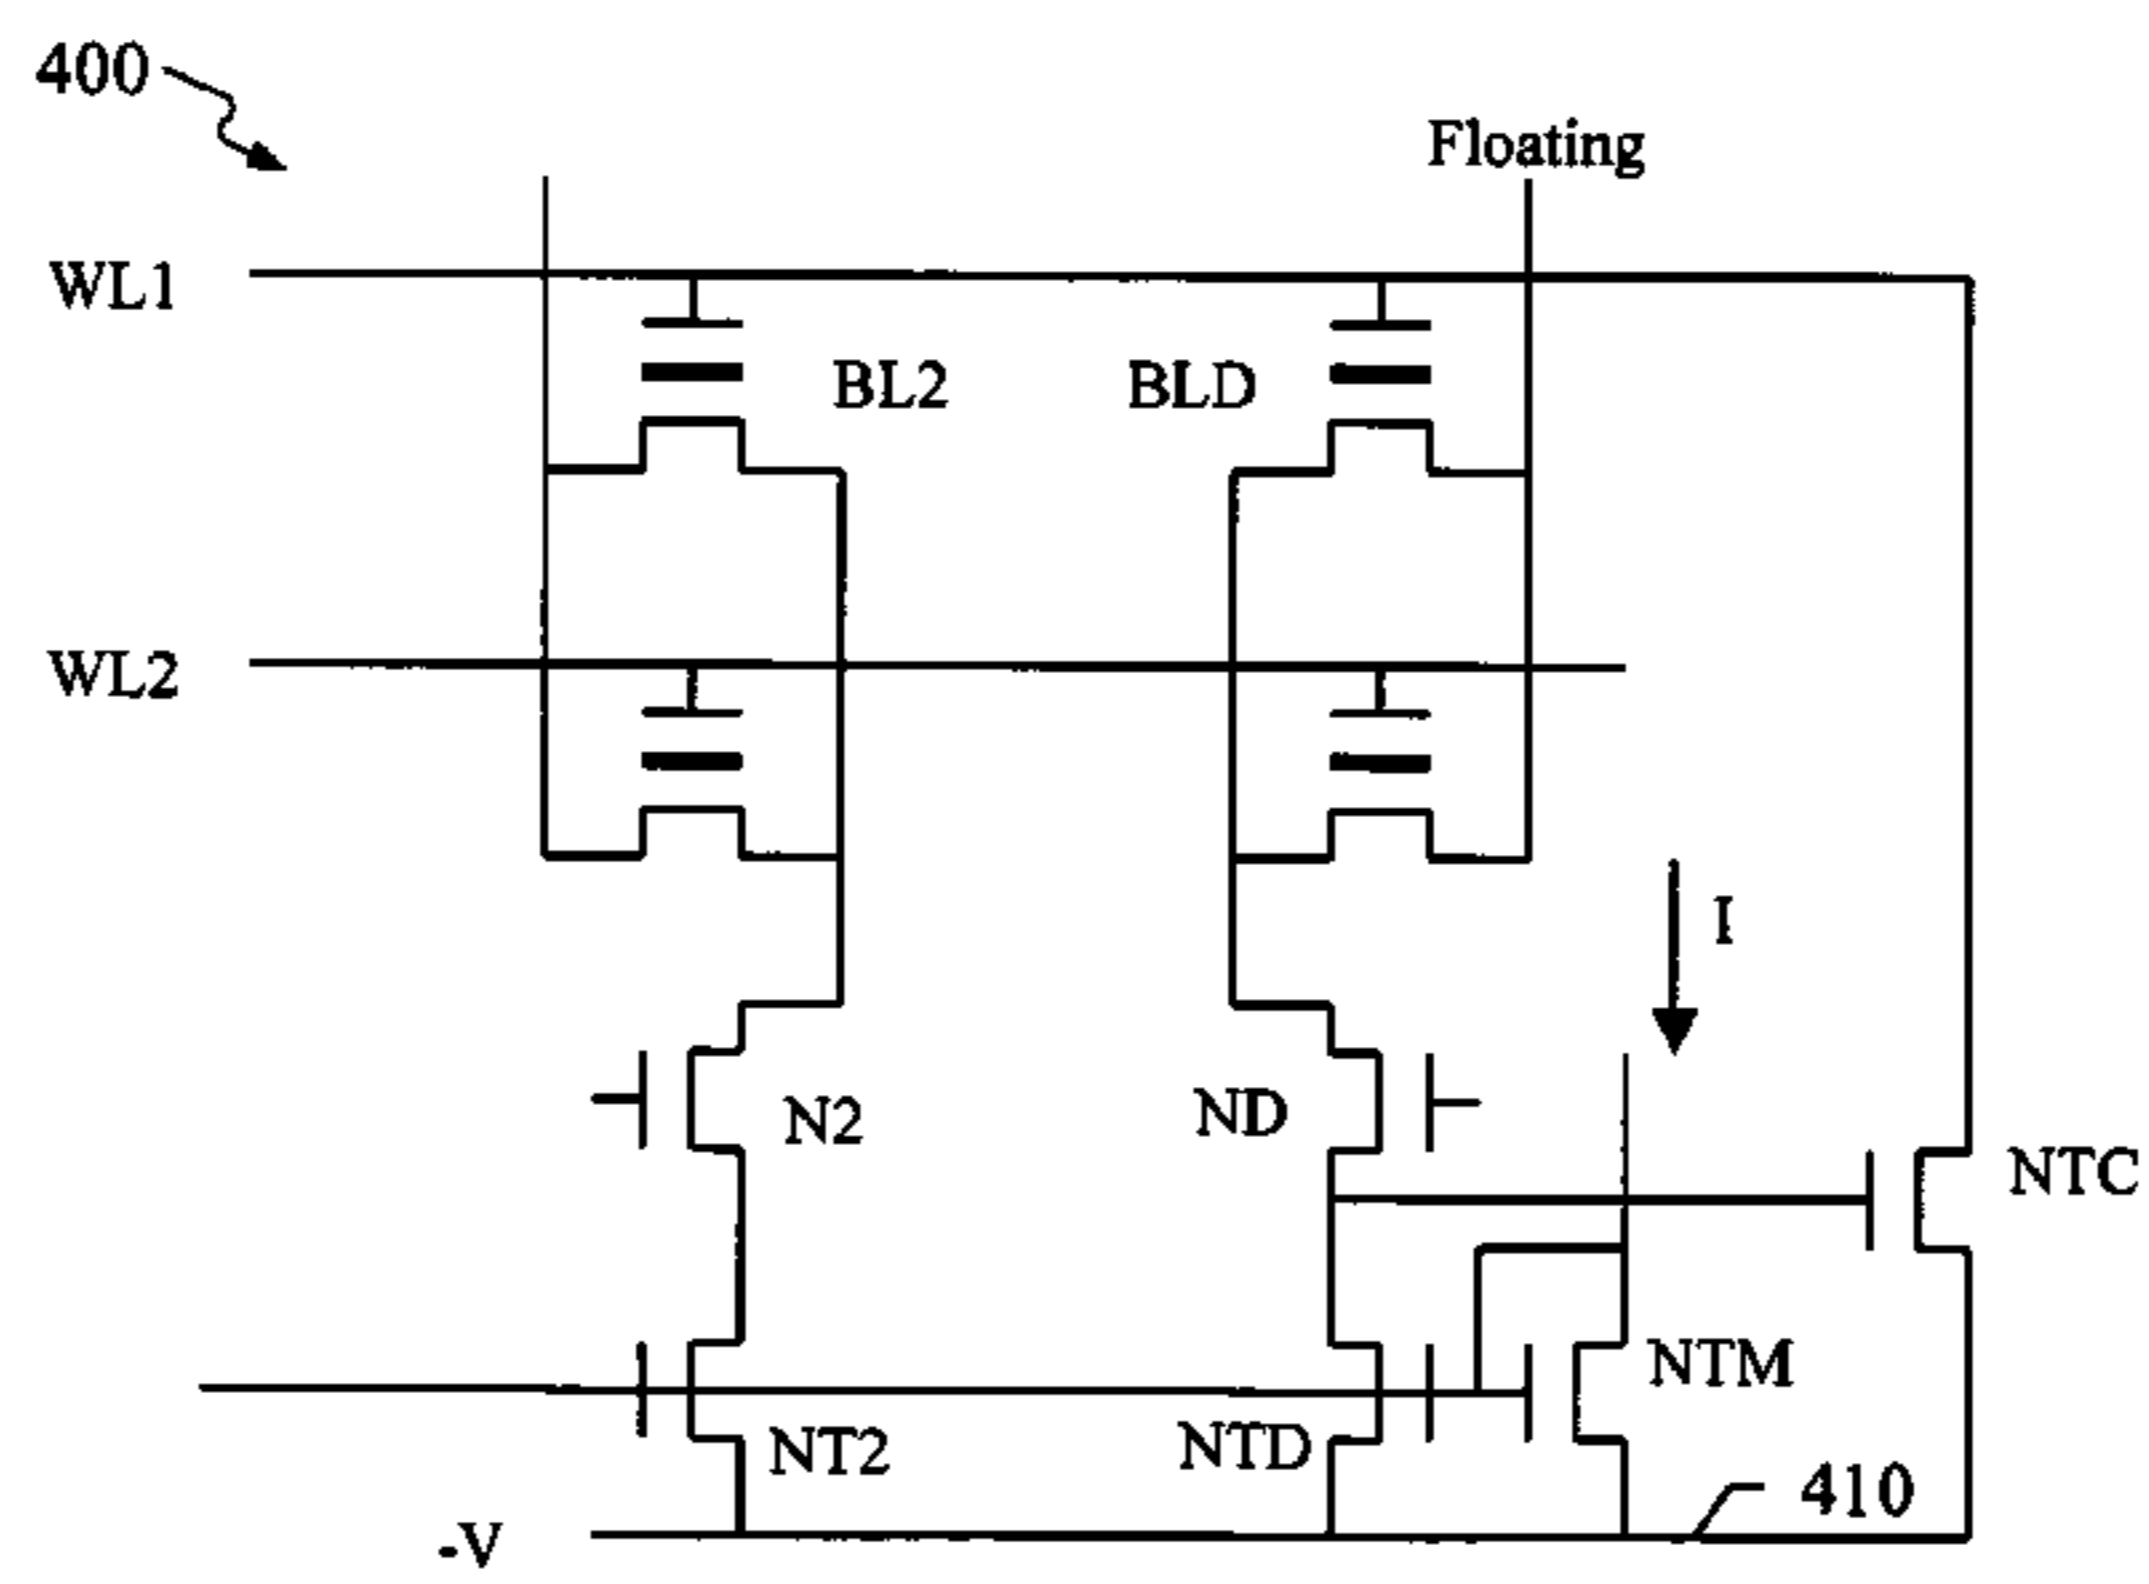 400
Floating
WL1
BL2
BLD
WL2
I
N2
ND
NTC
NTM
NT2
NTD
410
-V